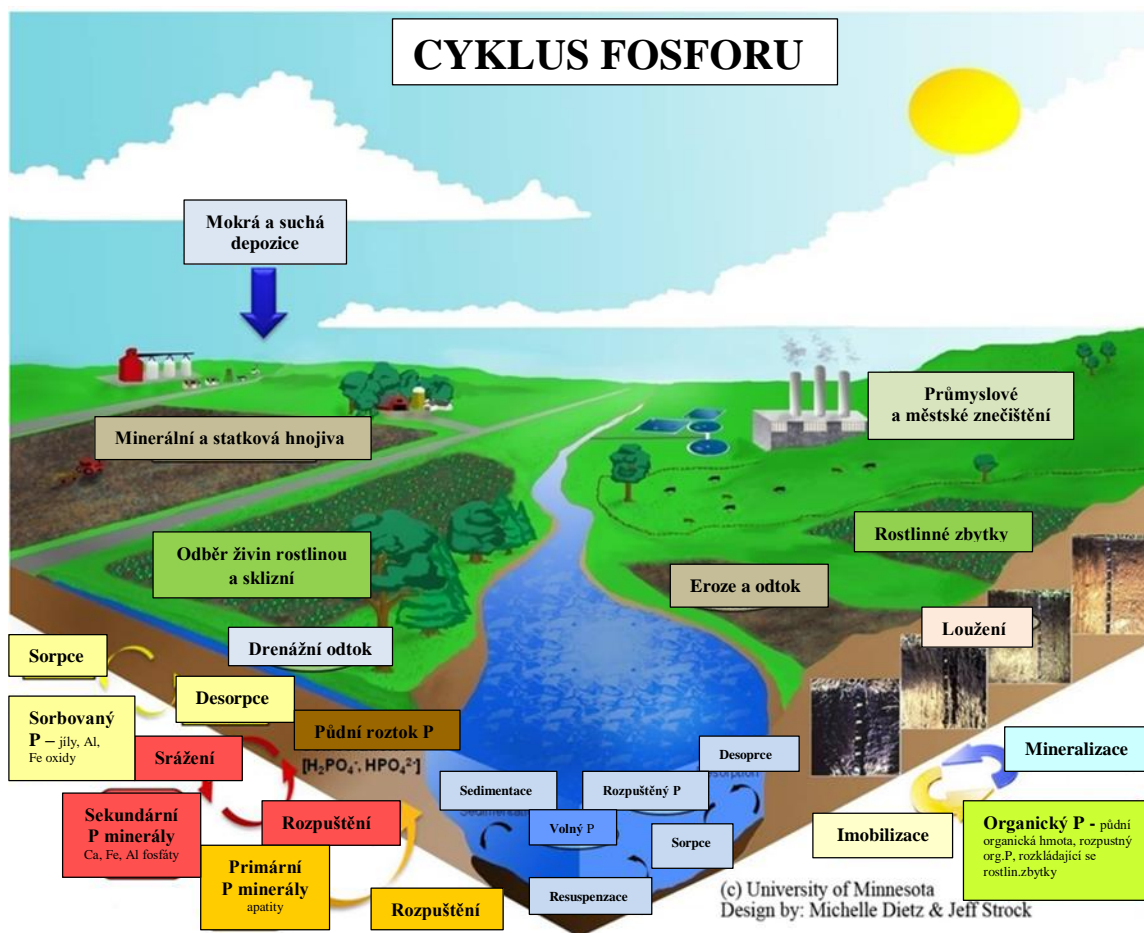 CYKLUS FOSFORU
Mokrá a suchá
depozice
Průmyslové
a městské znečištění
Minerální a statková hnojiva
Rostlinné zbytky
Odběr živin rostlinou
a sklizní
Eroze a odtok
Loužení
Drenážní odtok
Sorpce
Desorpce
Sorbovaný
P – jíly, Al,
Fe oxidy
Půdní roztok P
[H₂PO₄⁻, HPO₄²⁻]
Srážení
Sekundární
P minerály
Ca, Fe, Al fosfáty
Rozpuštění
Primární
P minerály
apatity
Rozpuštění
Desoprce
Sedimentace
Rozpuštěný P
Volný P
Sorpce
Resuspenzace
Mineralizace
Imobilizace
Organický P - půdní
organická hmota, rozpustný
org.P, rozkládající se
rostlin.zbytky
(c) University of Minnesota
Design by: Michelle Dietz & Jeff Strock